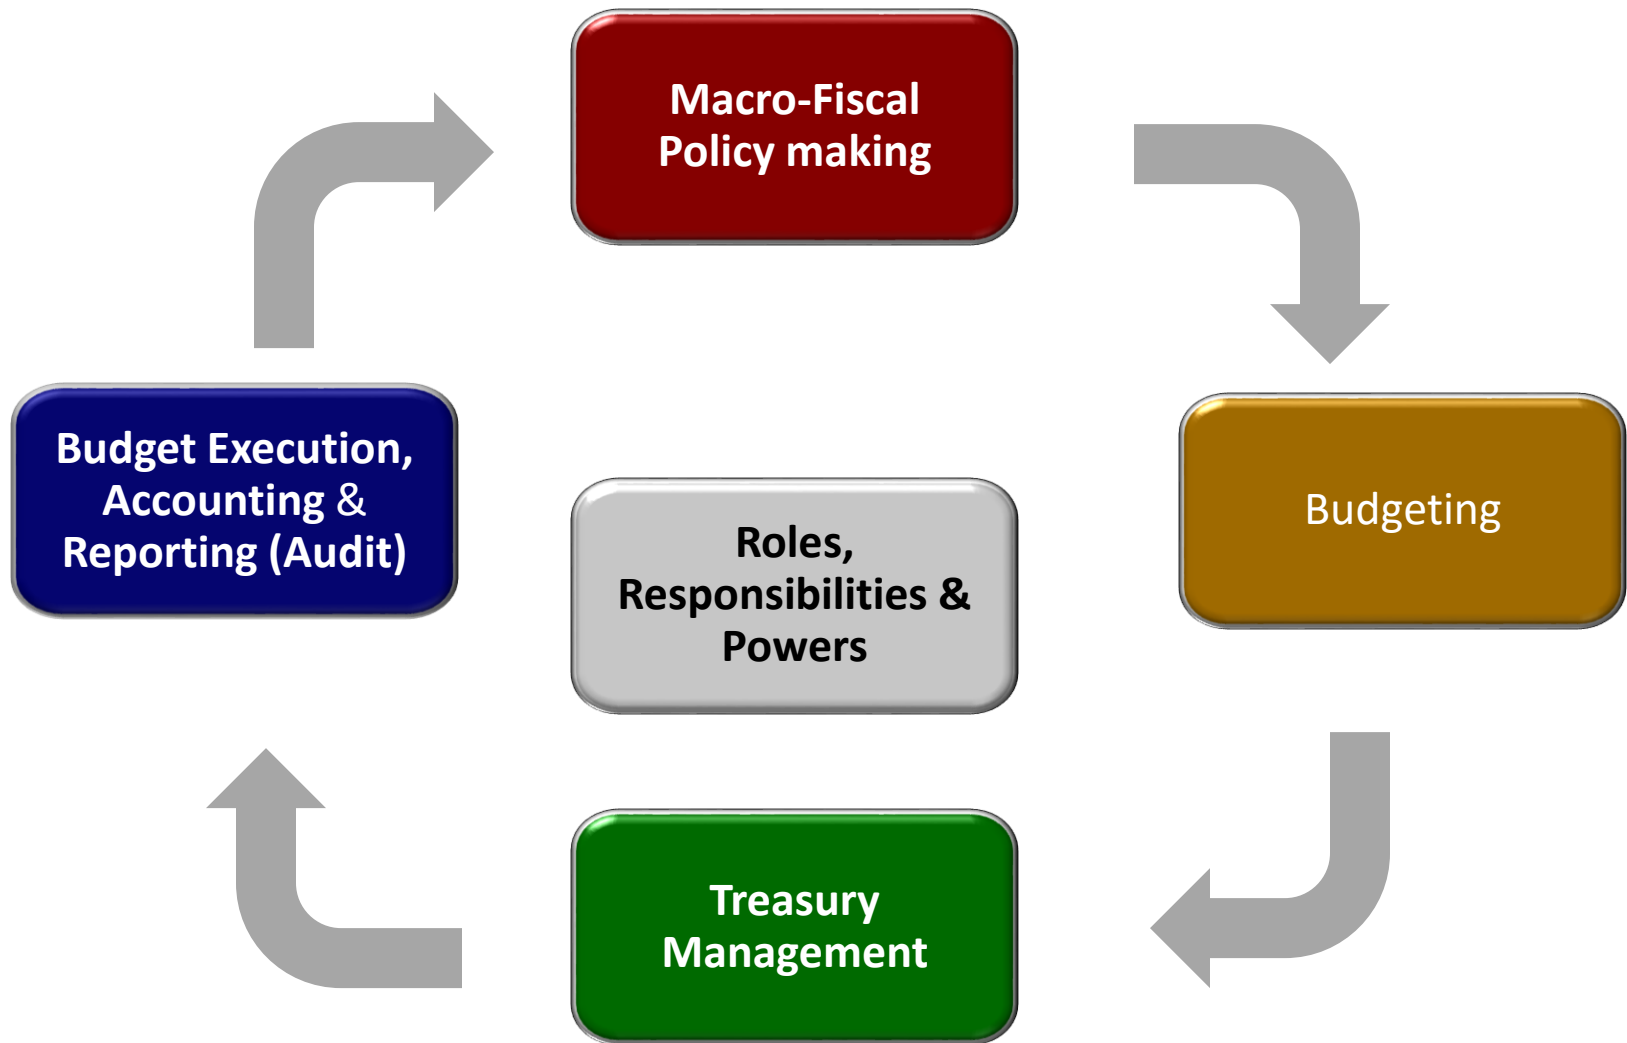 Macro-Fiscal
Policy making
Budget Execution,
Accounting &
Reporting (Audit)
Budgeting
Roles,
Responsibilities &
Powers
Treasury
Management